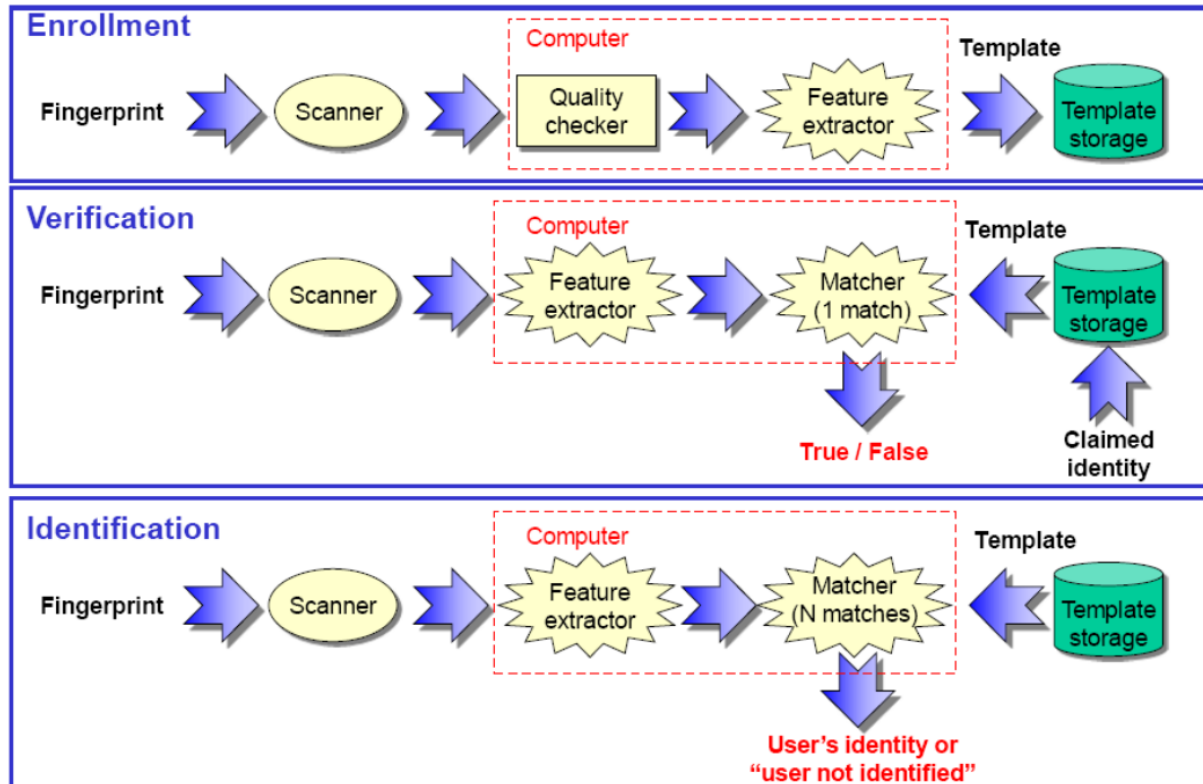 Enrollment
Computer
Template
Fingerprint
Scanner
Quality
checker
Feature
extractor
Template
storage
Verification
Computer
Template
Fingerprint
Scanner
Feature
extractor
Matcher
(1 match)
Template
storage
True / False
Claimed
identity
Identification
Computer
Template
Fingerprint
Scanner
Feature
extractor
Matcher
(N matches)
Template
storage
User’s identity or
“user not identified”